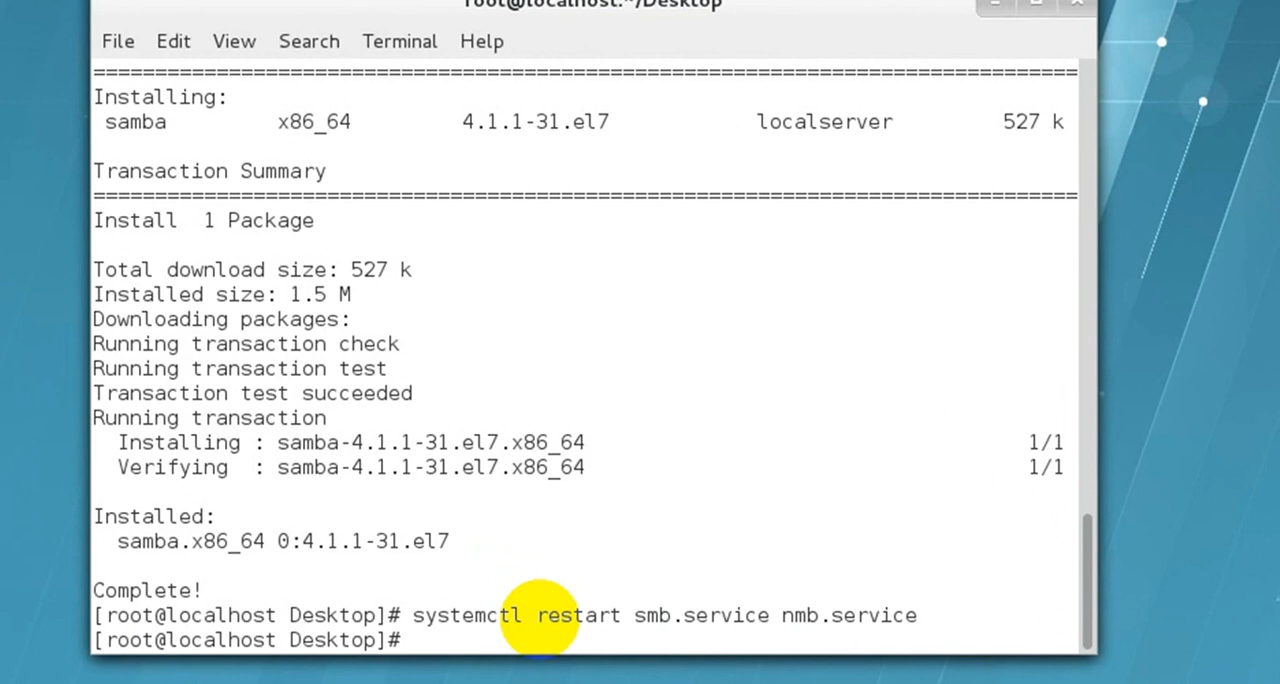 root@localhost:~/Desktop
File Edit View Search Terminal Help
================================================================================
Installing:
samba x86_64 4.1.1-31.el7 localserver 527 k
Transaction Summary
================================================================================
Install 1 Package
Total download size: 527 k
Installed size: 1.5 M
Downloading packages:
Running transaction check
Running transaction test
Transaction test succeeded
Running transaction
Installing : samba-4.1.1-31.el7.x86_64 1/1
Verifying : samba-4.1.1-31.el7.x86_64 1/1
Installed:
samba.x86_64 0:4.1.1-31.el7
Complete!
[root@localhost Desktop]# systemctl restart smb.service nmb.service
[root@localhost Desktop]#